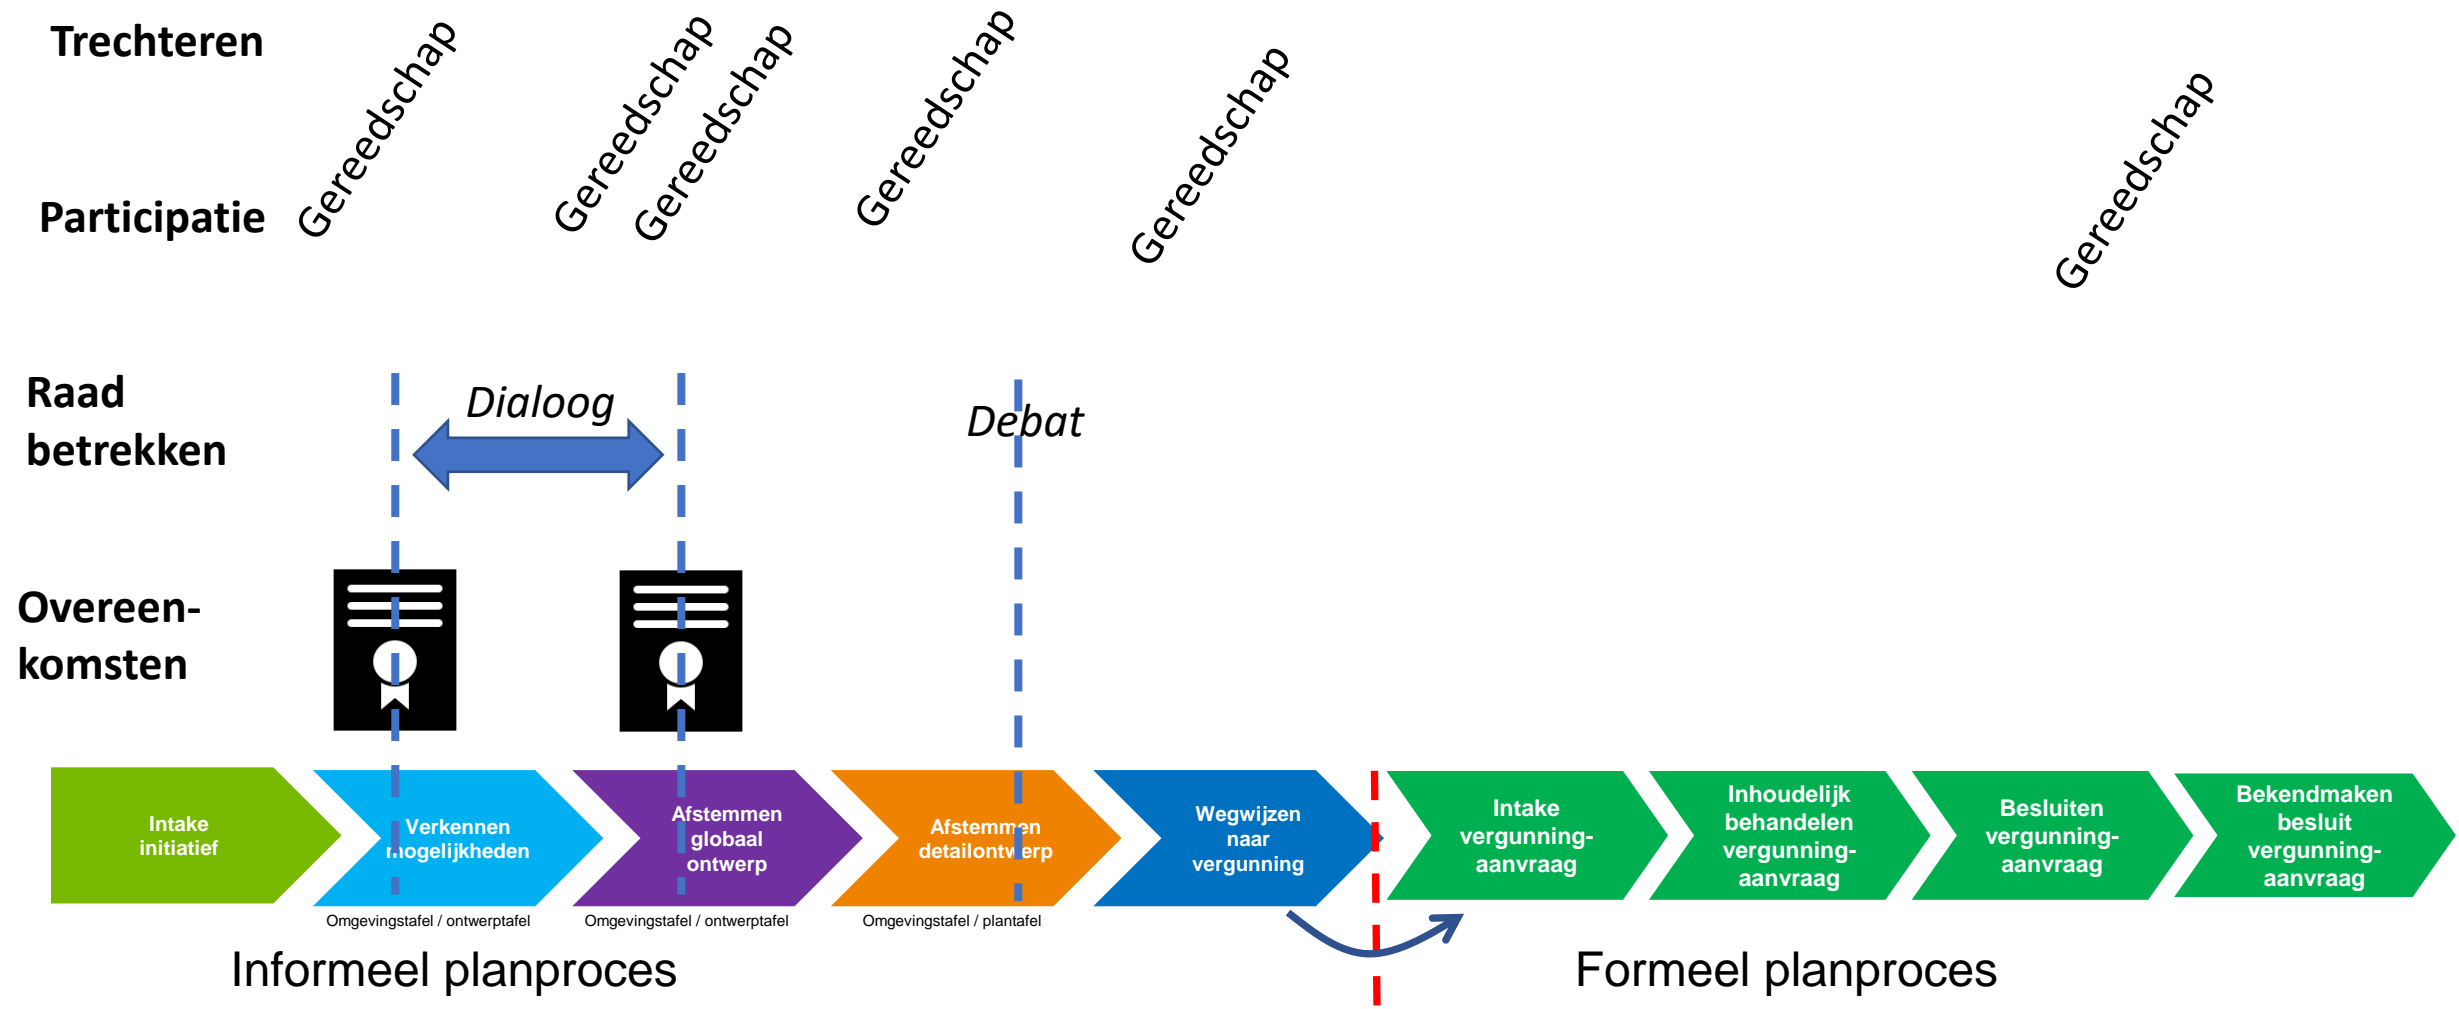 Trechteren
Gereedschap
Gereedschap
Gereedschap
Gereedschap
Gereedschap
Gereedschap
Participatie
Raad
betrekken
Dialoog
Debat
Overeen-
komsten
Intake
initiatief
Verkennen
mogelijkheden
Afstemmen
globaal
ontwerp
Afstemmen
detailontwerp
Wegwijzen
naar
vergunning
Intake
vergunning-
aanvraag
Inhoudelijk
behandelen
vergunning-
aanvraag
Besluiten
vergunning-
aanvraag
Bekendmaken
besluit
vergunning-
aanvraag
Omgevingstafel / ontwerptafel
Omgevingstafel / ontwerptafel
Omgevingstafel / plantafel
Informeel planproces
Formeel planproces